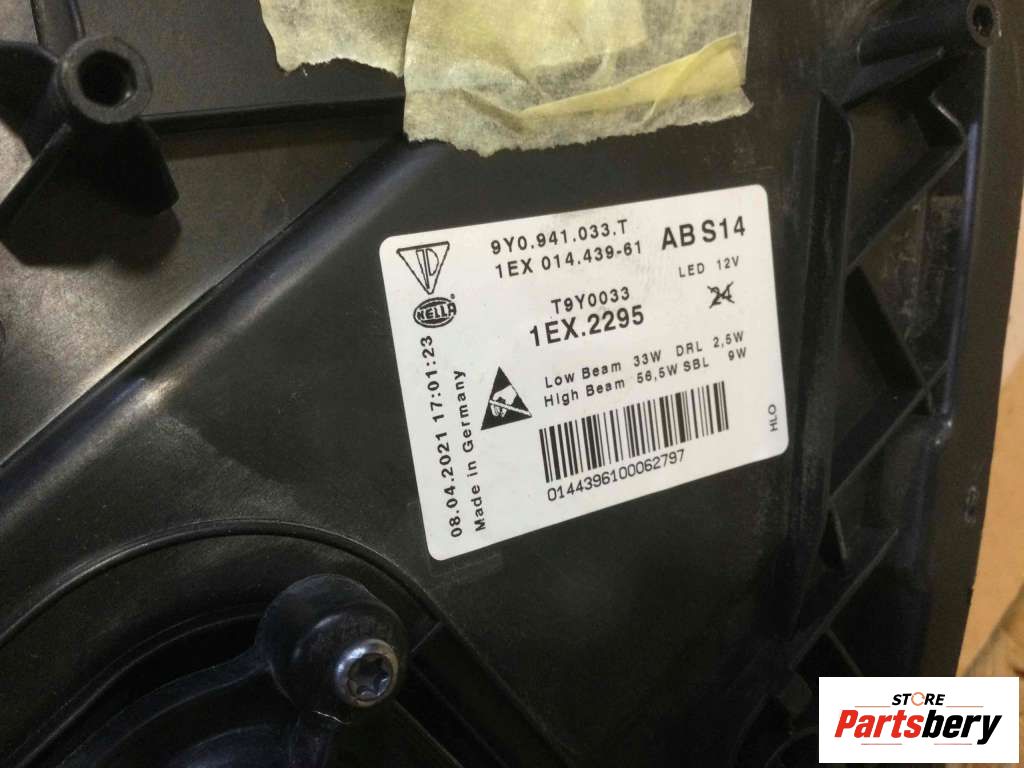 9Y0.941.033.T
1EX 014.439-61
ABS14
LED 12V
HELLA
T9Y0033
1EX.2295
24
Low Beam 33W DRL 2,5W
High Beam 56,5W SBL 9W
08.04.2021 17:01:23
Made in Germany
HLO
0144396100062797
STORE
Partsbery